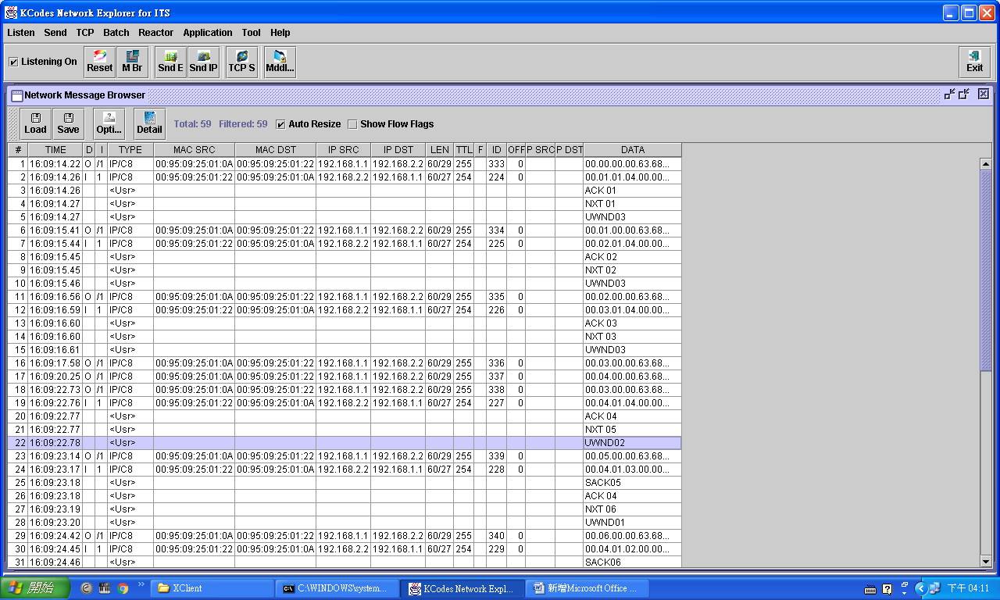 KCodes Network Explorer for ITS
Listen Send TCP Batch Reactor Application Tool Help
Listening On Reset M Br Snd E Snd IP TCP S Mddl... Exit
Network Message Browser
Load Save Opti... Detail Total: 59 Filtered: 59 Auto Resize Show Flow Flags
# TIME D I TYPE MAC SRC MAC DST IP SRC IP DST LEN TTL F ID OFF P SRC P DST DATA
1 16:09:14.22 O /1 IP/C8 00:95:09:25:01:0A 00:95:09:25:01:22 192.168.1.1 192.168.2.2 60/29 255 333 0 00.00.00.00.63.68...
2 16:09:14.26 I 1 IP/C8 00:95:09:25:01:22 00:95:09:25:01:0A 192.168.2.2 192.168.1.1 60/27 254 224 0 00.01.01.04.00.00...
3 16:09:14.26 <Usr> ACK 01
4 16:09:14.27 <Usr> NXT 01
5 16:09:14.27 <Usr> UWND03
6 16:09:15.41 O /1 IP/C8 00:95:09:25:01:0A 00:95:09:25:01:22 192.168.1.1 192.168.2.2 60/29 255 334 0 00.01.00.00.63.68...
7 16:09:15.44 I 1 IP/C8 00:95:09:25:01:22 00:95:09:25:01:0A 192.168.2.2 192.168.1.1 60/27 254 225 0 00.02.01.04.00.00...
8 16:09:15.45 <Usr> ACK 02
9 16:09:15.45 <Usr> NXT 02
10 16:09:15.46 <Usr> UWND03
11 16:09:16.56 O /1 IP/C8 00:95:09:25:01:0A 00:95:09:25:01:22 192.168.1.1 192.168.2.2 60/29 255 335 0 00.02.00.00.63.68...
12 16:09:16.59 I 1 IP/C8 00:95:09:25:01:22 00:95:09:25:01:0A 192.168.2.2 192.168.1.1 60/27 254 226 0 00.03.01.04.00.00...
13 16:09:16.60 <Usr> ACK 03
14 16:09:16.60 <Usr> NXT 03
15 16:09:16.61 <Usr> UWND03
16 16:09:17.58 O /1 IP/C8 00:95:09:25:01:0A 00:95:09:25:01:22 192.168.1.1 192.168.2.2 60/29 255 336 0 00.03.00.00.63.68...
17 16:09:20.25 O /1 IP/C8 00:95:09:25:01:0A 00:95:09:25:01:22 192.168.1.1 192.168.2.2 60/29 255 337 0 00.04.00.00.63.68...
18 16:09:22.73 O /1 IP/C8 00:95:09:25:01:0A 00:95:09:25:01:22 192.168.1.1 192.168.2.2 60/29 255 338 0 00.03.00.00.63.68...
19 16:09:22.76 I 1 IP/C8 00:95:09:25:01:22 00:95:09:25:01:0A 192.168.2.2 192.168.1.1 60/27 254 227 0 00.04.01.04.00.00...
20 16:09:22.77 <Usr> ACK 04
21 16:09:22.77 <Usr> NXT 05
22 16:09:22.78 <Usr> UWND02
23 16:09:23.14 O /1 IP/C8 00:95:09:25:01:0A 00:95:09:25:01:22 192.168.1.1 192.168.2.2 60/29 255 339 0 00.05.00.00.63.68...
24 16:09:23.17 I 1 IP/C8 00:95:09:25:01:22 00:95:09:25:01:0A 192.168.2.2 192.168.1.1 60/27 254 228 0 00.04.01.03.00.00...
25 16:09:23.18 <Usr> SACK05
26 16:09:23.18 <Usr> ACK 04
27 16:09:23.19 <Usr> NXT 06
28 16:09:23.20 <Usr> UWND01
29 16:09:24.42 O /1 IP/C8 00:95:09:25:01:0A 00:95:09:25:01:22 192.168.1.1 192.168.2.2 60/29 255 340 0 00.06.00.00.63.68...
30 16:09:24.45 I 1 IP/C8 00:95:09:25:01:22 00:95:09:25:01:0A 192.168.2.2 192.168.1.1 60/27 254 229 0 00.04.01.02.00.00...
31 16:09:24.46 <Usr> SACK06
開始 XClient C:\WINDOWS\system... KCodes Network Expl... 新增Microsoft Office ... 下午 04:11